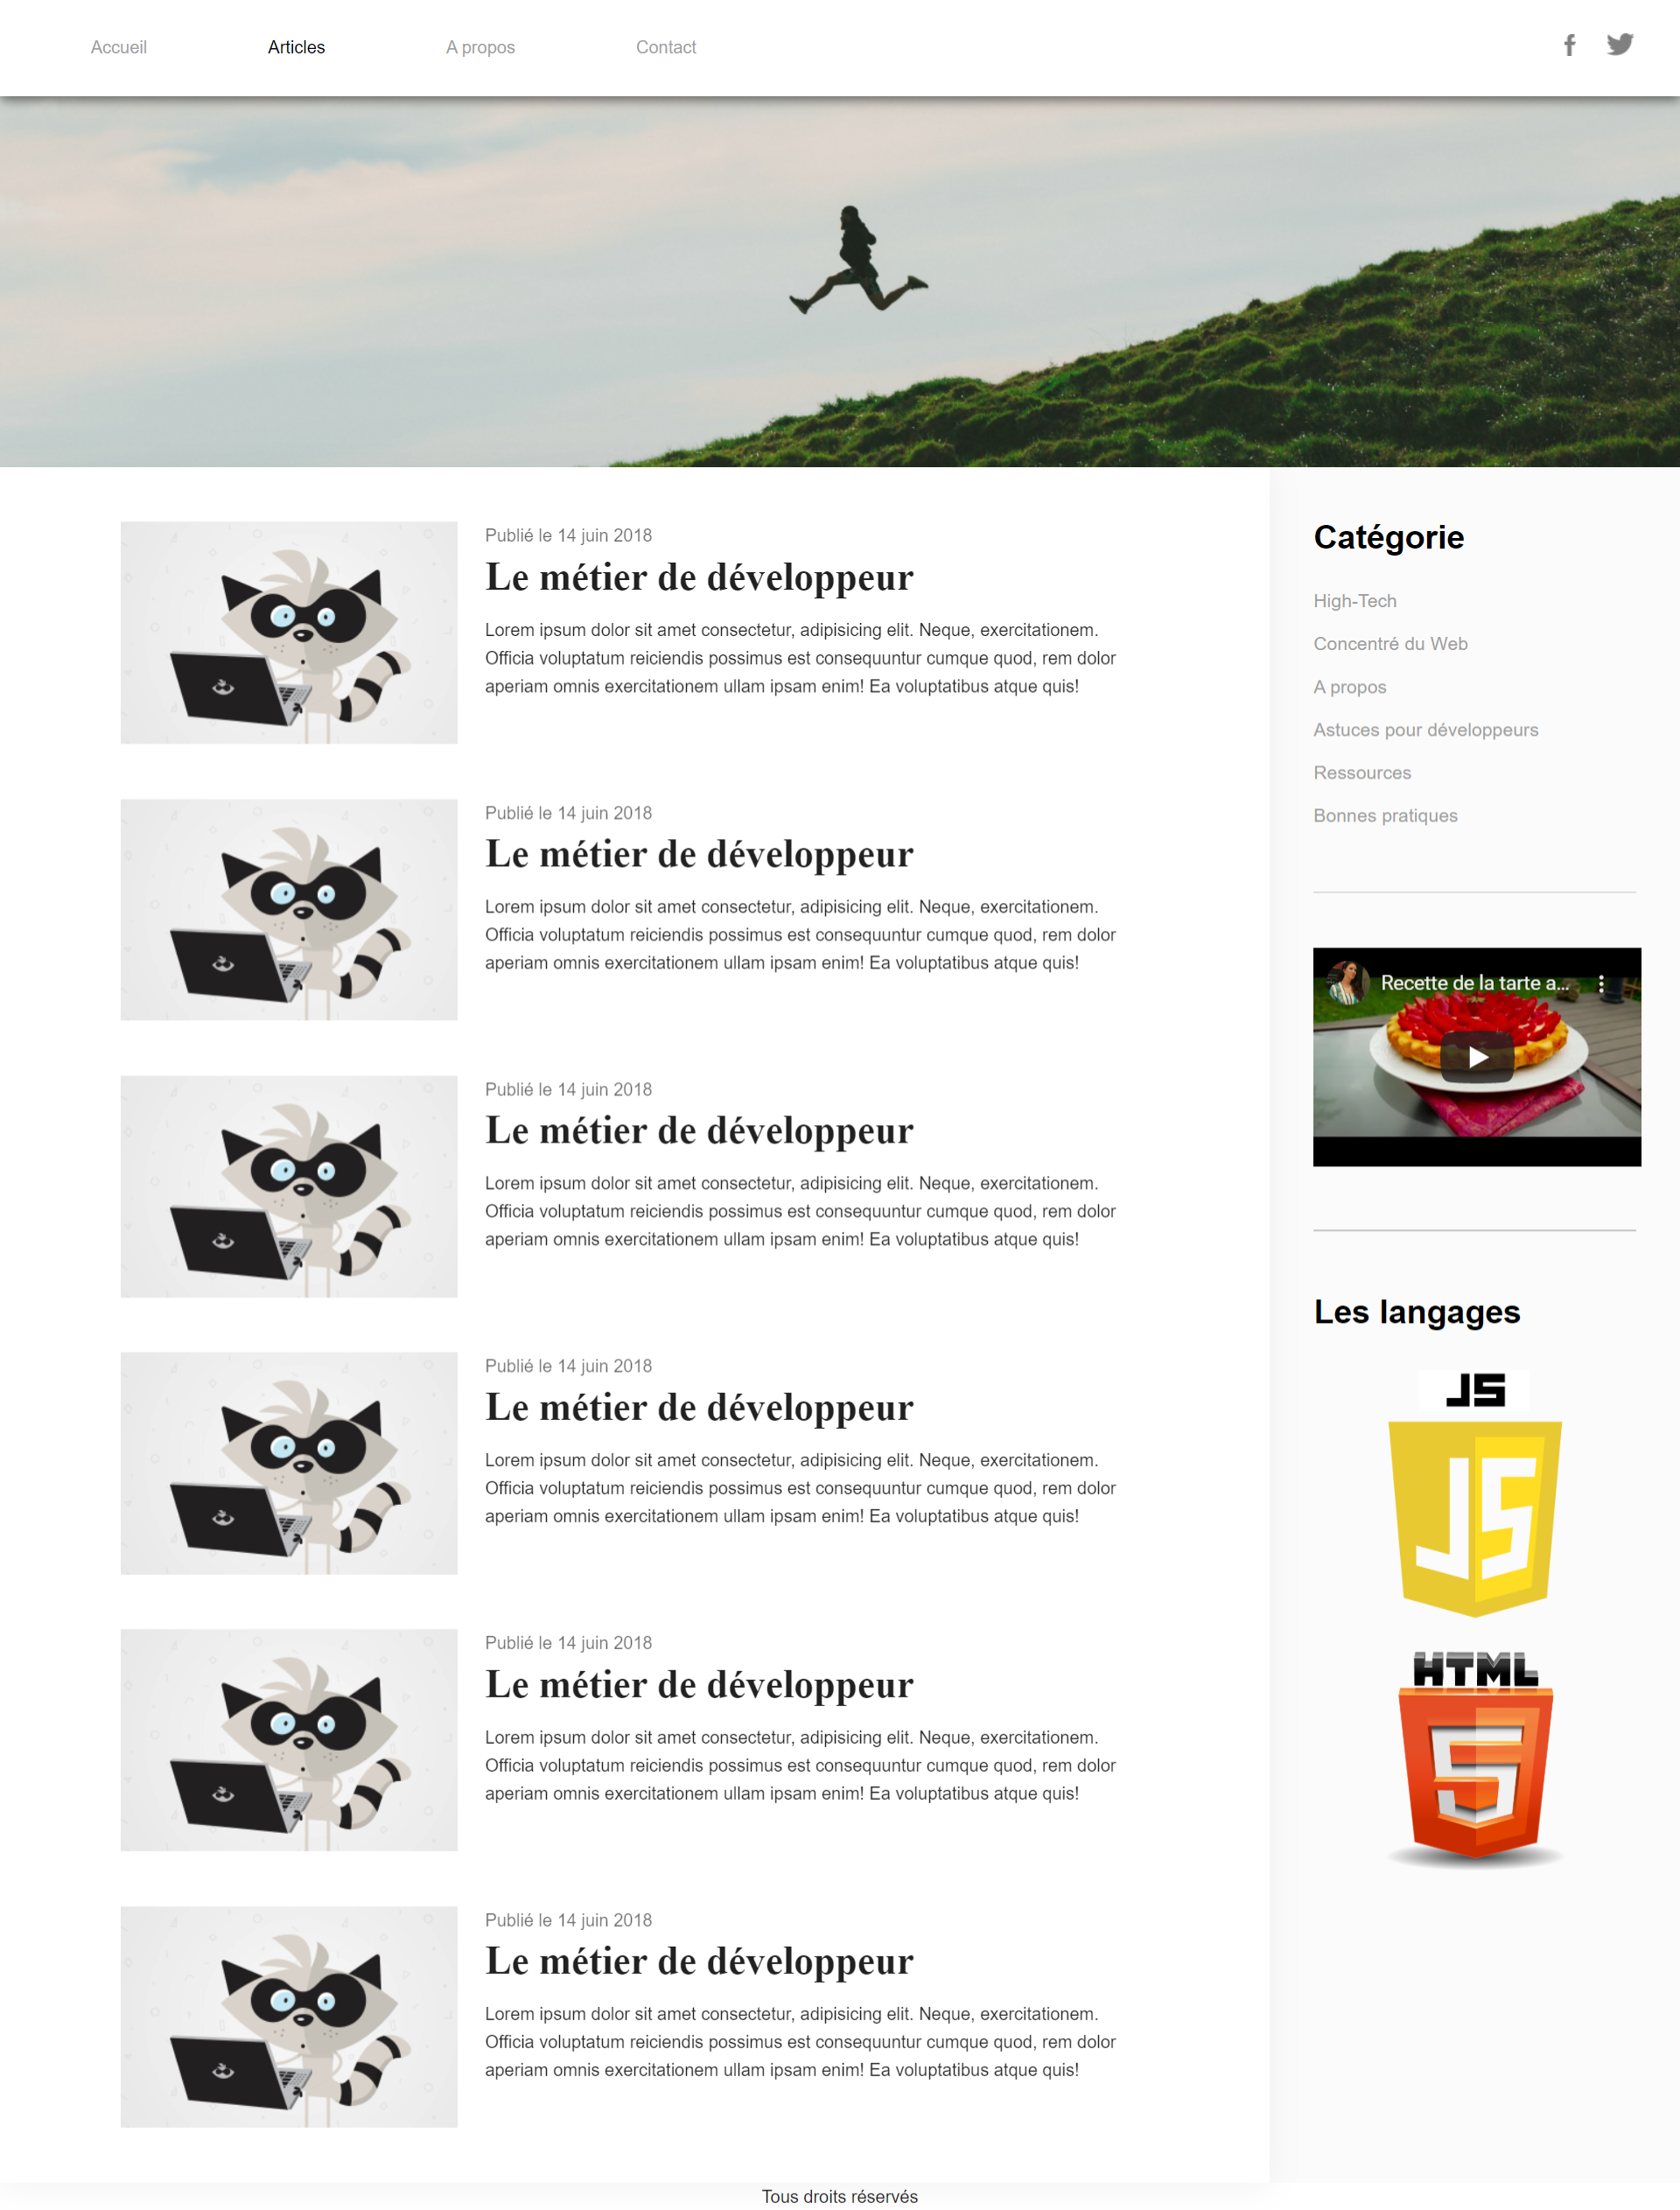 Accueil
Articles
A propos
Contact
Publié le 14 juin 2018
Le métier de développeur
Lorem ipsum dolor sit amet consectetur, adipisicing elit. Neque, exercitationem.
Officia voluptatum reiciendis possimus est consequuntur cumque quod, rem dolor
aperiam omnis exercitationem ullam ipsam enim! Ea voluptatibus atque quis!
Publié le 14 juin 2018
Le métier de développeur
Lorem ipsum dolor sit amet consectetur, adipisicing elit. Neque, exercitationem.
Officia voluptatum reiciendis possimus est consequuntur cumque quod, rem dolor
aperiam omnis exercitationem ullam ipsam enim! Ea voluptatibus atque quis!
Publié le 14 juin 2018
Le métier de développeur
Lorem ipsum dolor sit amet consectetur, adipisicing elit. Neque, exercitationem.
Officia voluptatum reiciendis possimus est consequuntur cumque quod, rem dolor
aperiam omnis exercitationem ullam ipsam enim! Ea voluptatibus atque quis!
Publié le 14 juin 2018
Le métier de développeur
Lorem ipsum dolor sit amet consectetur, adipisicing elit. Neque, exercitationem.
Officia voluptatum reiciendis possimus est consequuntur cumque quod, rem dolor
aperiam omnis exercitationem ullam ipsam enim! Ea voluptatibus atque quis!
Publié le 14 juin 2018
Le métier de développeur
Lorem ipsum dolor sit amet consectetur, adipisicing elit. Neque, exercitationem.
Officia voluptatum reiciendis possimus est consequuntur cumque quod, rem dolor
aperiam omnis exercitationem ullam ipsam enim! Ea voluptatibus atque quis!
Publié le 14 juin 2018
Le métier de développeur
Lorem ipsum dolor sit amet consectetur, adipisicing elit. Neque, exercitationem.
Officia voluptatum reiciendis possimus est consequuntur cumque quod, rem dolor
aperiam omnis exercitationem ullam ipsam enim! Ea voluptatibus atque quis!
Catégorie
High-Tech
Concentré du Web
A propos
Astuces pour développeurs
Ressources
Bonnes pratiques
Recette de la tarte a...
Les langages
JS
JS
HTML
5
Tous droits réservés